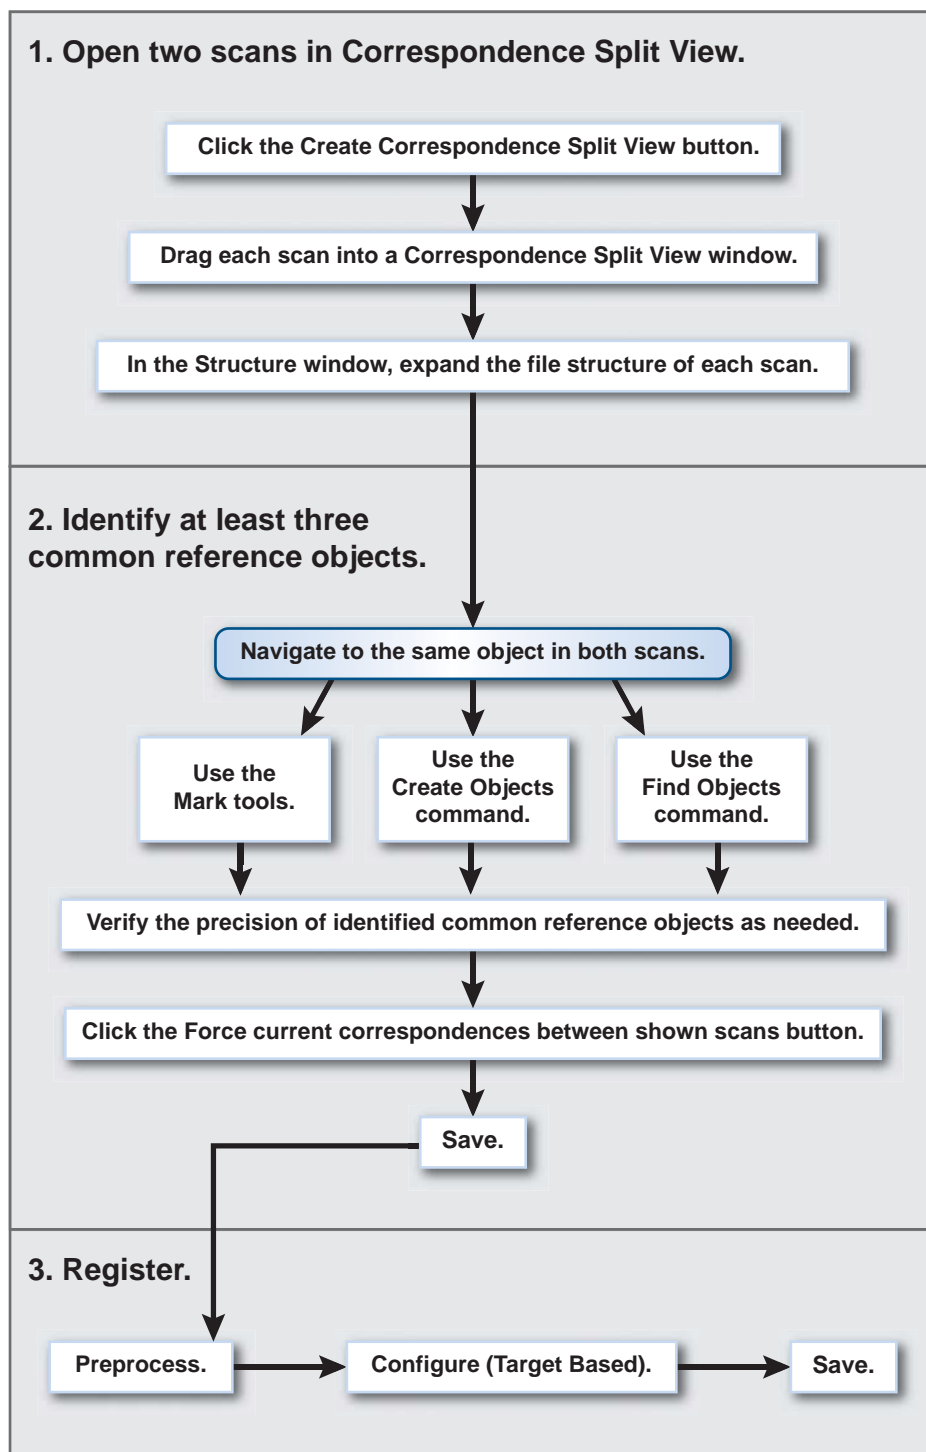 1. Open two scans in Correspondence Split View.
Click the Create Correspondence Split View button.
Drag each scan into a Correspondence Split View window.
In the Structure window, expand the file structure of each scan.
2. Identify at least three
common reference objects.
Navigate to the same object in both scans.
Use the
Mark tools.
Use the
Create Objects
command.
Use the
Find Objects
command.
Verify the precision of identified common reference objects as needed.
Click the Force current correspondences between shown scans button.
Save.
3. Register.
Preprocess.
Configure (Target Based).
Save.